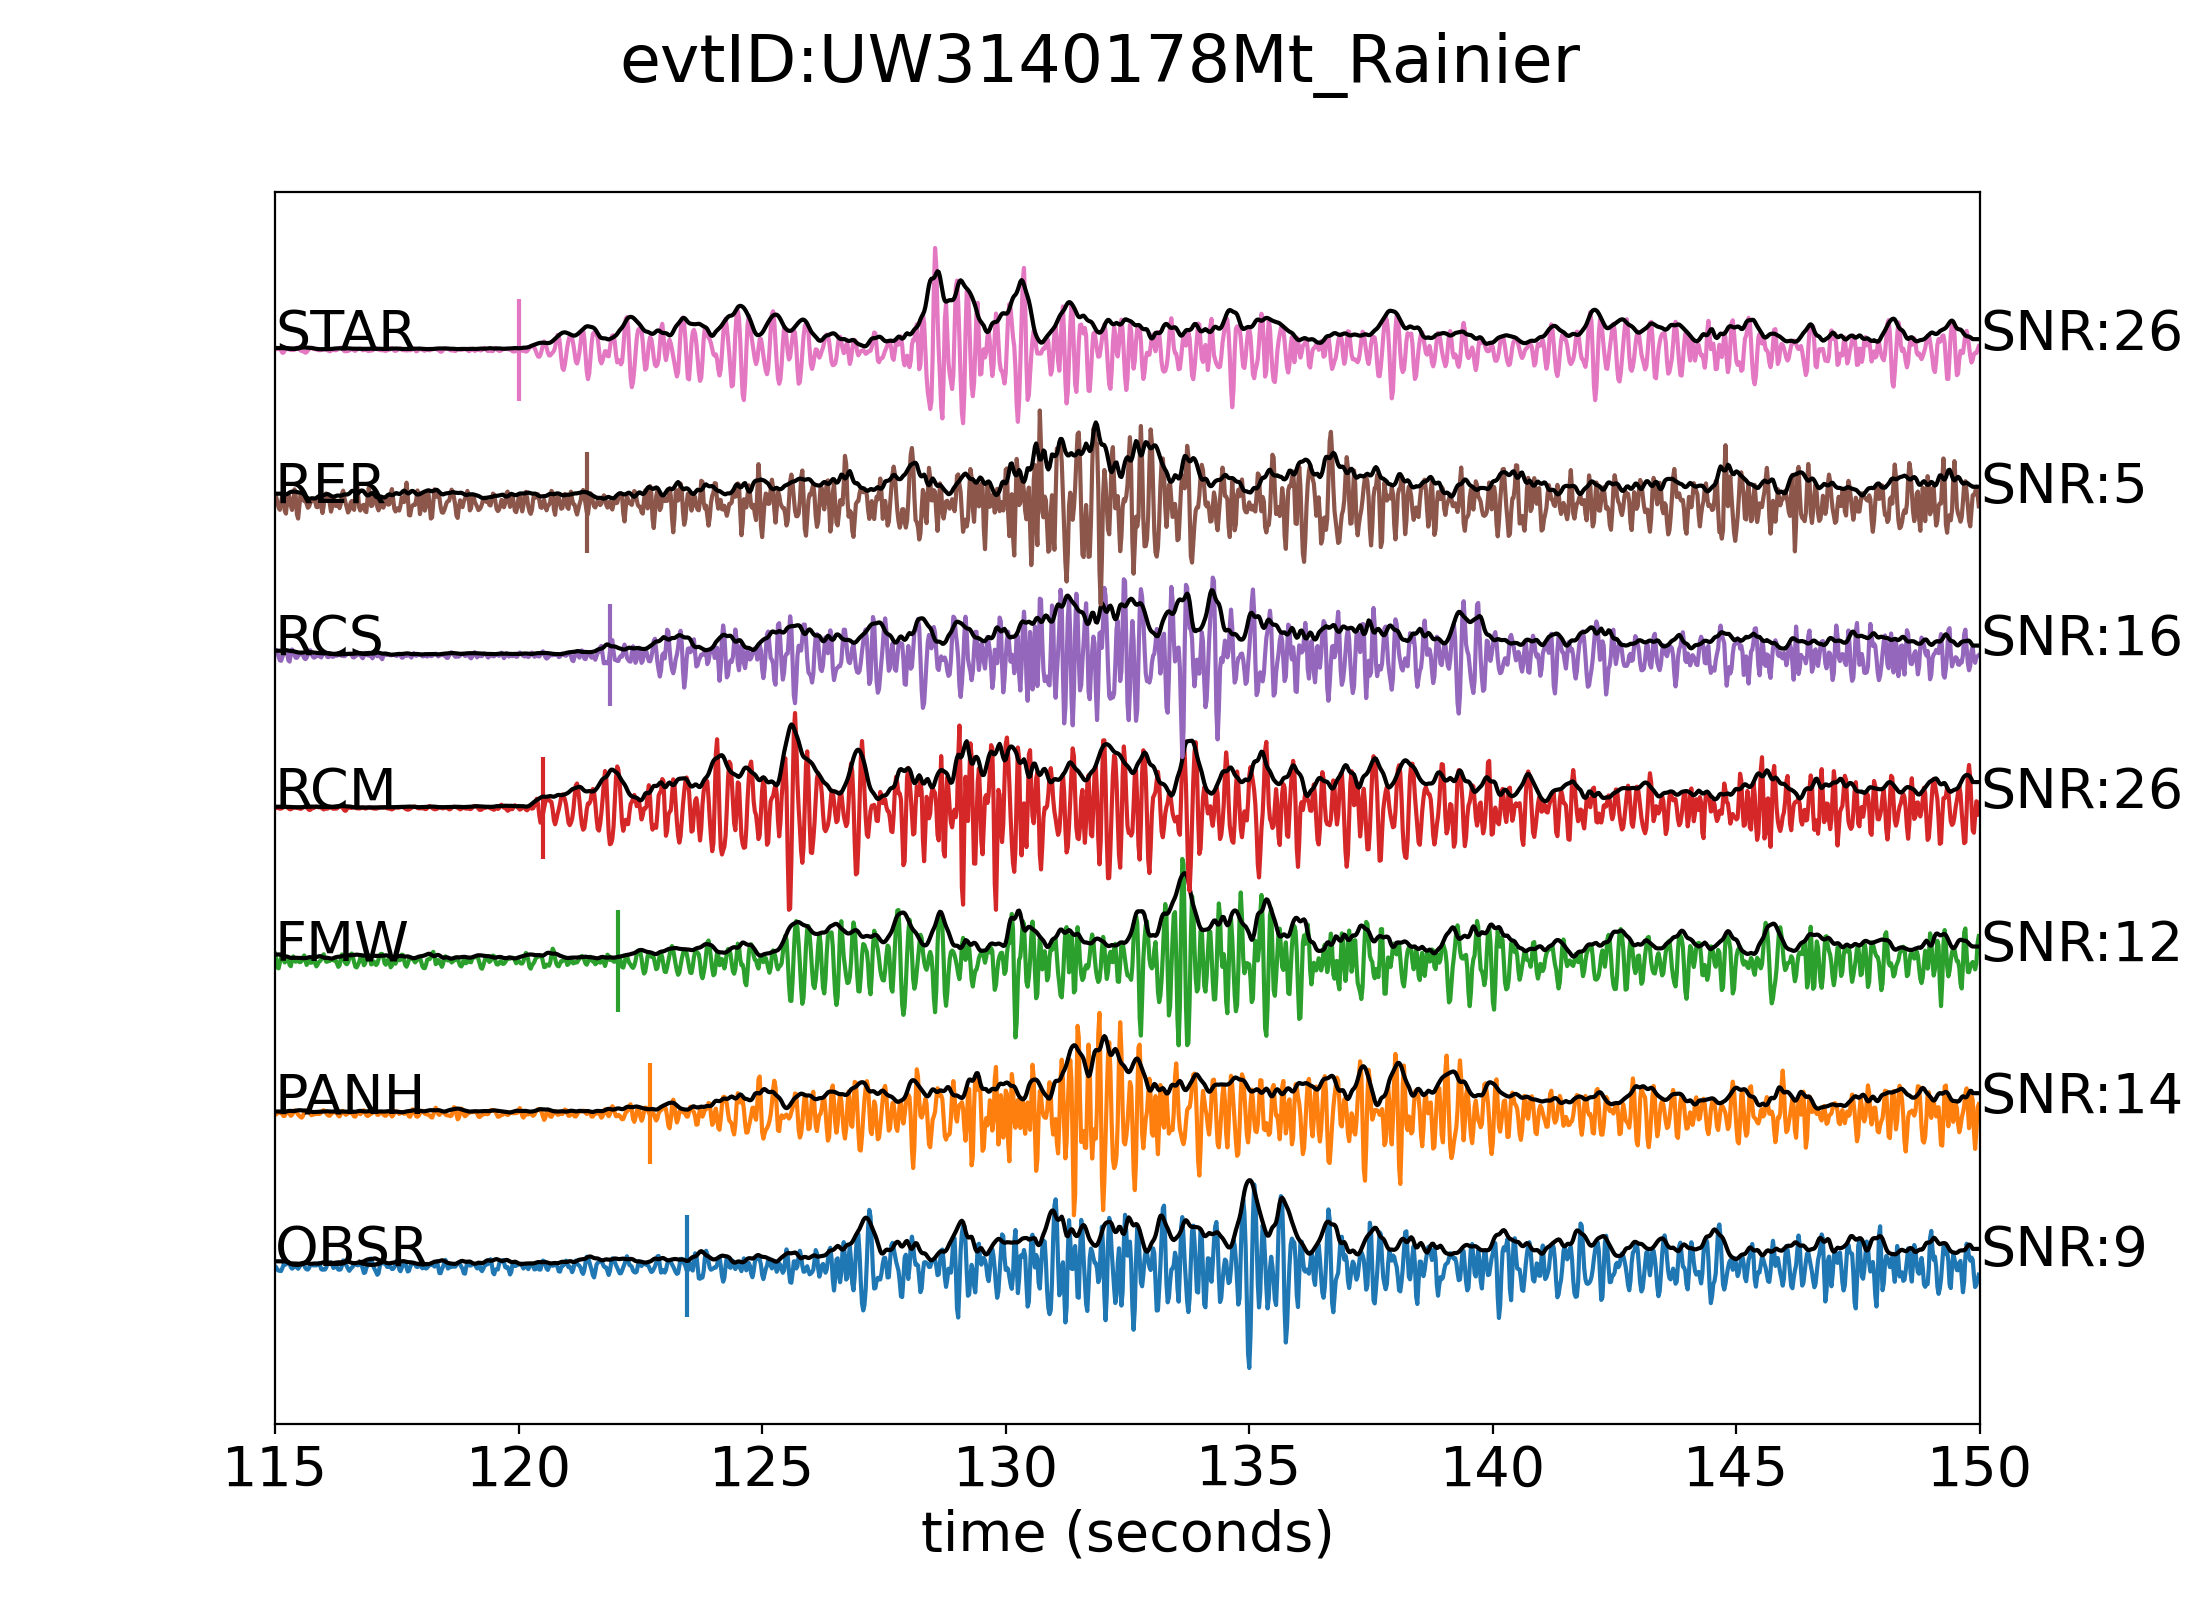 evtID:UW3140178Mt_Rainier
STAR SNR:26
RER SNR:5
RCS SNR:16
RCM SNR:26
FMW SNR:12
PANH SNR:14
OBSR SNR:9
115 120 125 130 135 140 145 150
time (seconds)